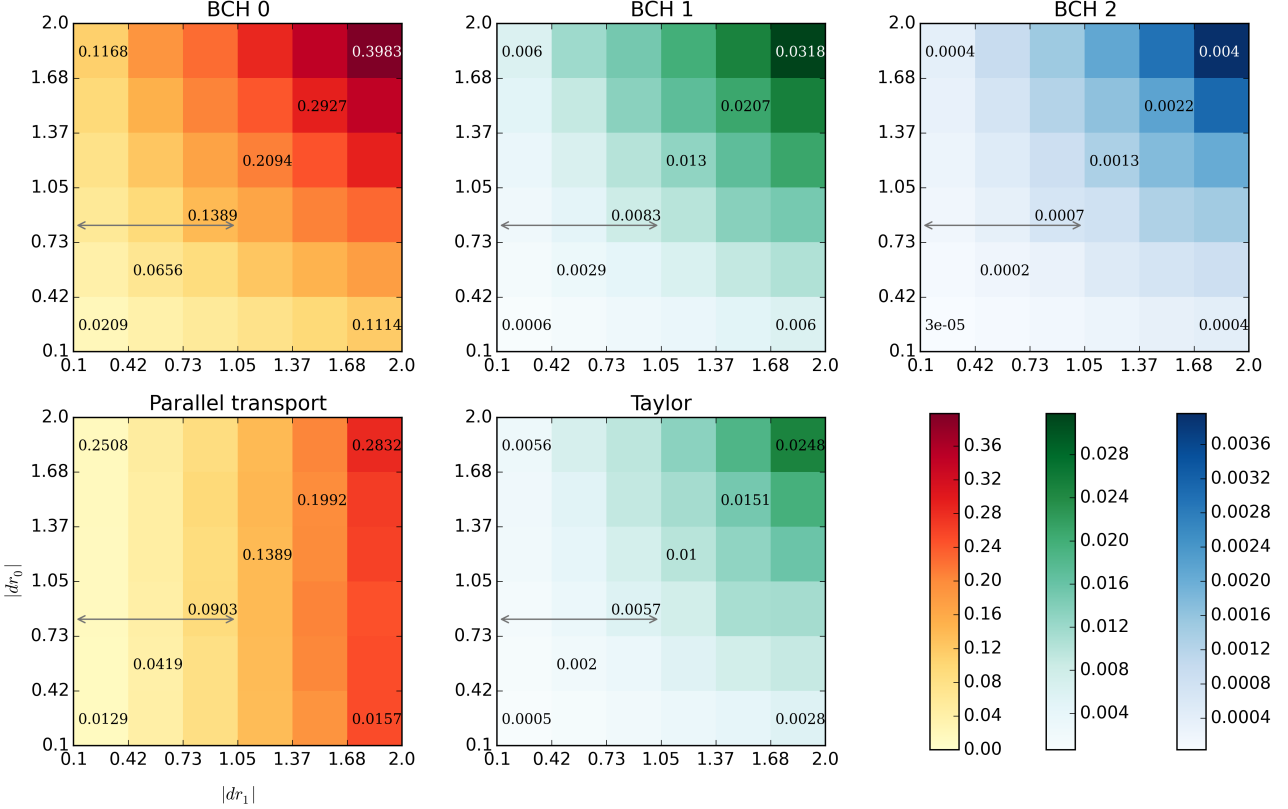 BCH 0 BCH 1 BCH 2
2.0 0.1168 0.3983 2.0 0.006 0.0318 2.0 0.0004 0.004
1.68 1.68 1.68
0.2927 0.0207 0.0022
1.37 1.37 1.37
0.2094 0.013 0.0013
1.05 1.05 1.05
0.1389 0.0083 0.0007
0.73 0.73 0.73
0.0656 0.0029 0.0002
0.42 0.42 0.42
0.0209 0.1114 0.0006 0.006 3e-05 0.0004
0.1 0.1 0.1
0.1 0.42 0.73 1.05 1.37 1.68 2.0 0.1 0.42 0.73 1.05 1.37 1.68 2.0 0.1 0.42 0.73 1.05 1.37 1.68 2.0
Parallel transport Taylor
2.0 2.0
0.2508 0.2832 0.0056 0.0248
1.68 1.68
0.1992 0.0151
1.37 1.37
0.1389 0.01
1.05 1.05
0.0903 0.0057
0.73 0.73
0.0419 0.002
0.42 0.42
0.0129 0.0157 0.0005 0.0028
0.1 0.1
0.1 0.42 0.73 1.05 1.37 1.68 2.0 0.1 0.42 0.73 1.05 1.37 1.68 2.0
|dr₀|
|dr₁|
0.36
0.32
0.28
0.24
0.20
0.16
0.12
0.08
0.04
0.00
0.028
0.024
0.020
0.016
0.012
0.008
0.004
0.0036
0.0032
0.0028
0.0024
0.0020
0.0016
0.0012
0.0008
0.0004